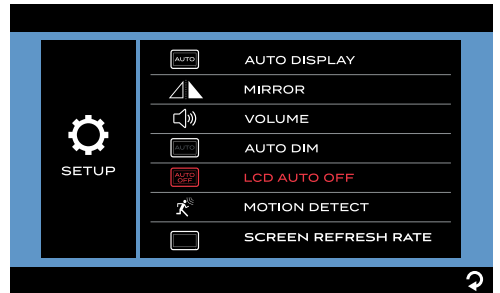 AUTO AUTO DISPLAY
MIRROR
VOLUME
AUTO AUTO DIM
SETUP
AUTO OFF LCD AUTO OFF
MOTION DETECT
SCREEN REFRESH RATE